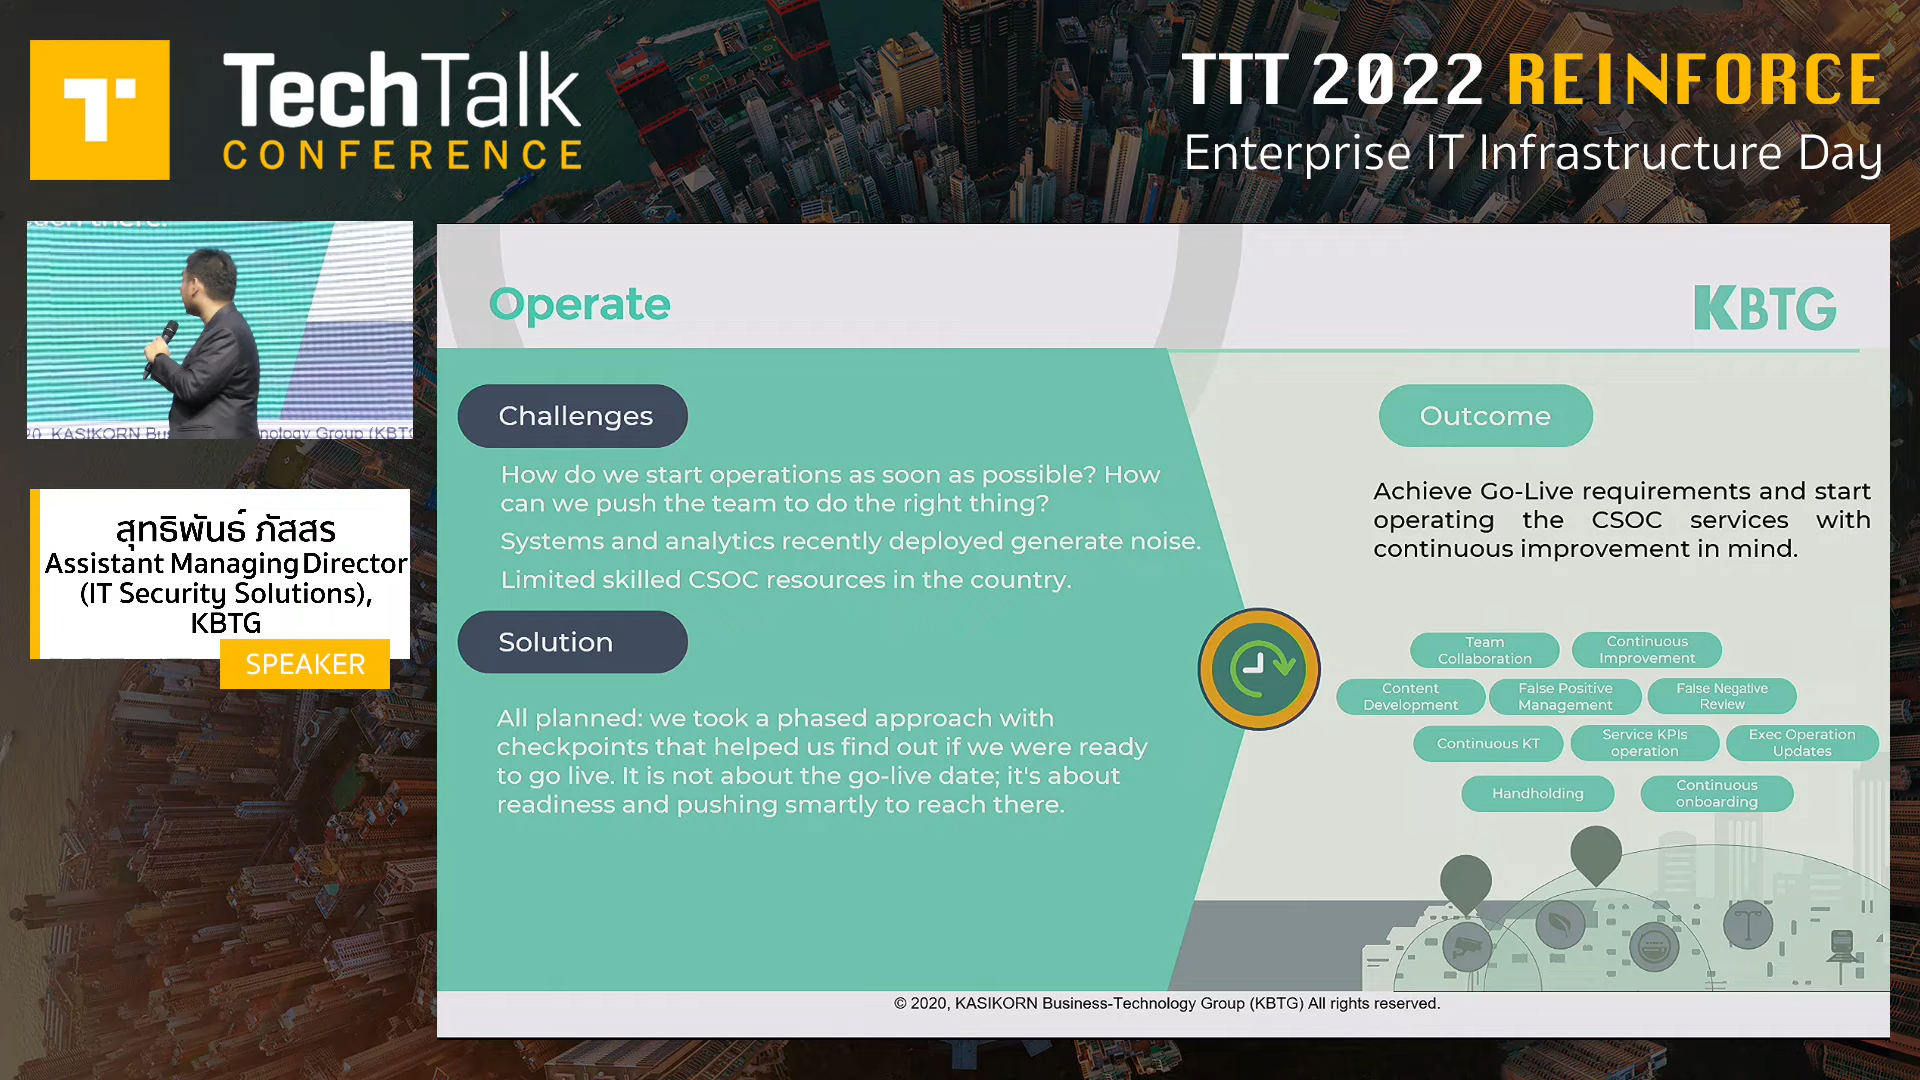 TechTalk
CONFERENCE
TTT 2022 REINFORCE
Enterprise IT Infrastructure Day
สุทธิพันธ์ ภัสสร
Assistant Managing Director
(IT Security Solutions),
KBTG
SPEAKER
Operate
KBTG
Challenges
How do we start operations as soon as possible? How
can we push the team to do the right thing?
Systems and analytics recently deployed generate noise.
Limited skilled CSOC resources in the country.
Solution
All planned: we took a phased approach with
checkpoints that helped us find out if we were ready
to go live. It is not about the go-live date; it's about
readiness and pushing smartly to reach there.
Outcome
Achieve Go-Live requirements and start
operating the CSOC services with
continuous improvement in mind.
Team
Collaboration
Continuous
Improvement
Content
Development
False Positive
Management
False Negative
Review
Continuous KT
Service KPIs
operation
Exec Operation
Updates
Handholding
Continuous
onboarding
© 2020, KASIKORN Business-Technology Group (KBTG) All rights reserved.